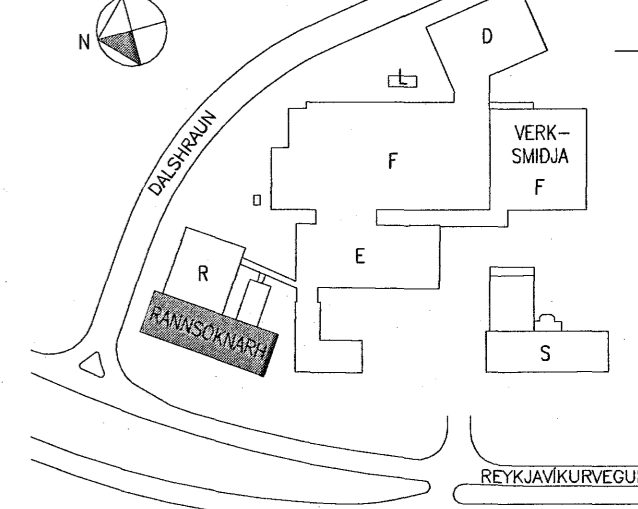 N
D
L
DALSHRAUN
VERK-
SMIÐJA
F
F
E
R
RANNSÓKNARH
S
REYKJAVÍKURVEGU